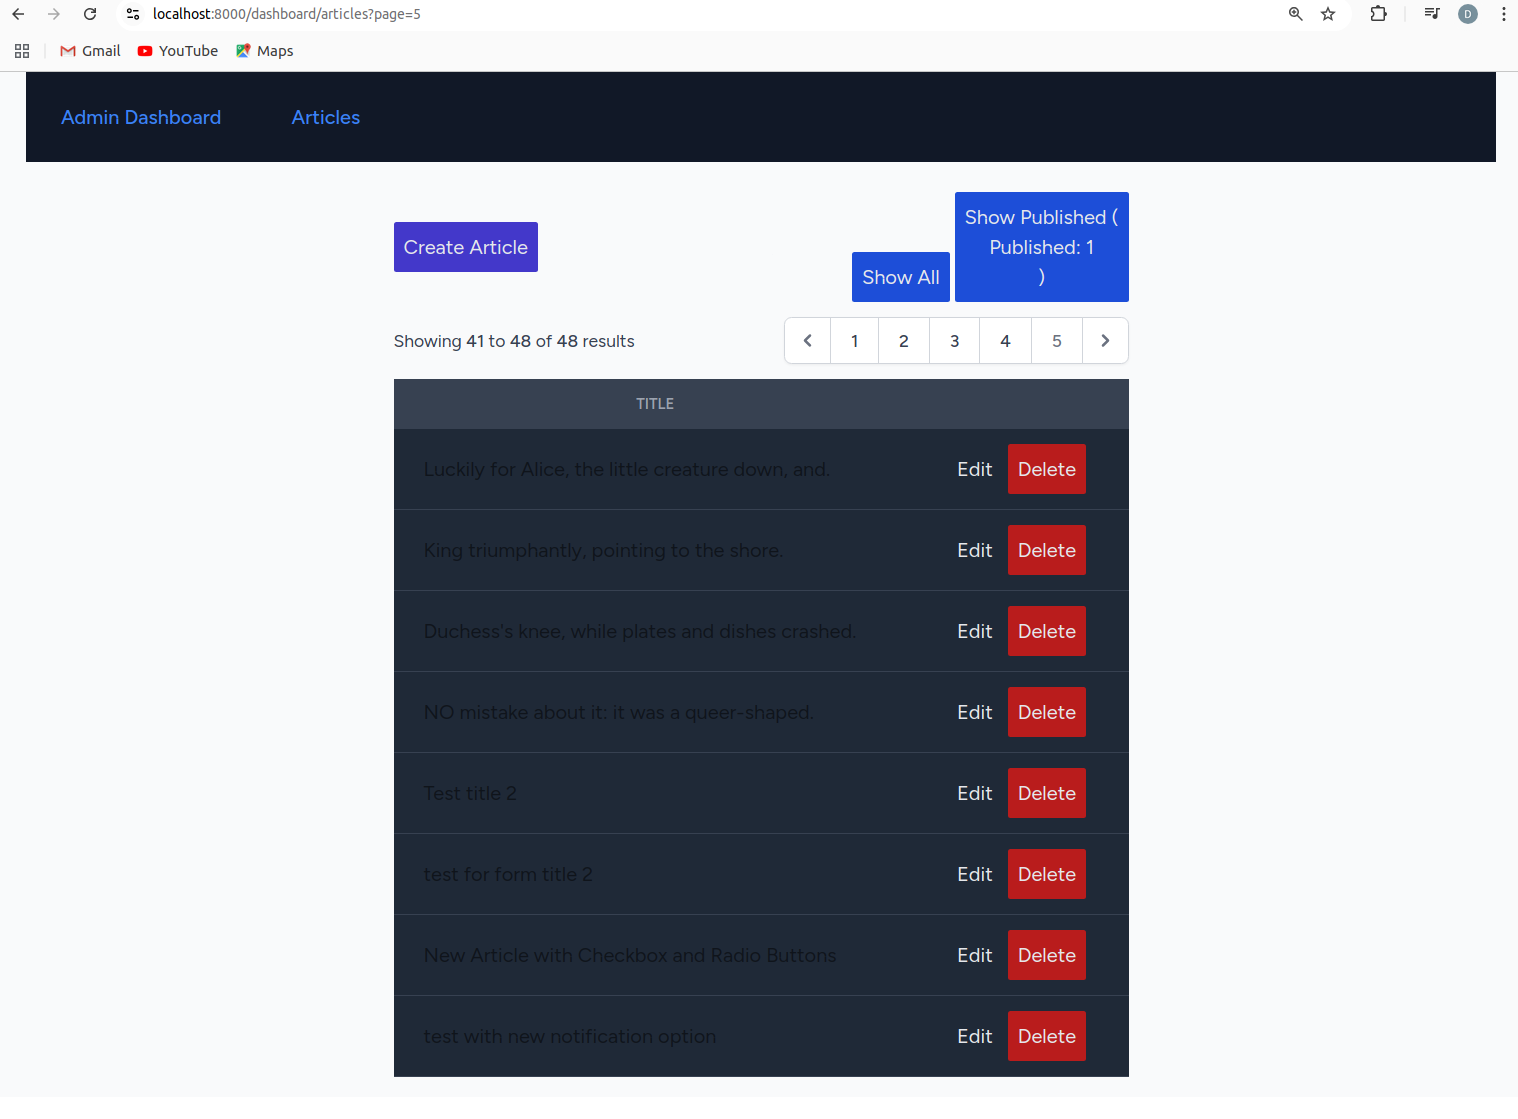 localhost:8000/dashboard/articles?page=5
D
Gmail YouTube Maps
Admin Dashboard Articles
Create Article
Show All
Show Published (
Published: 1
)
Showing 41 to 48 of 48 results
1 2 3 4 5
TITLE
Luckily for Alice, the little creature down, and. Edit Delete
King triumphantly, pointing to the shore. Edit Delete
Duchess's knee, while plates and dishes crashed. Edit Delete
NO mistake about it: it was a queer-shaped. Edit Delete
Test title 2 Edit Delete
test for form title 2 Edit Delete
New Article with Checkbox and Radio Buttons Edit Delete
test with new notification option Edit Delete